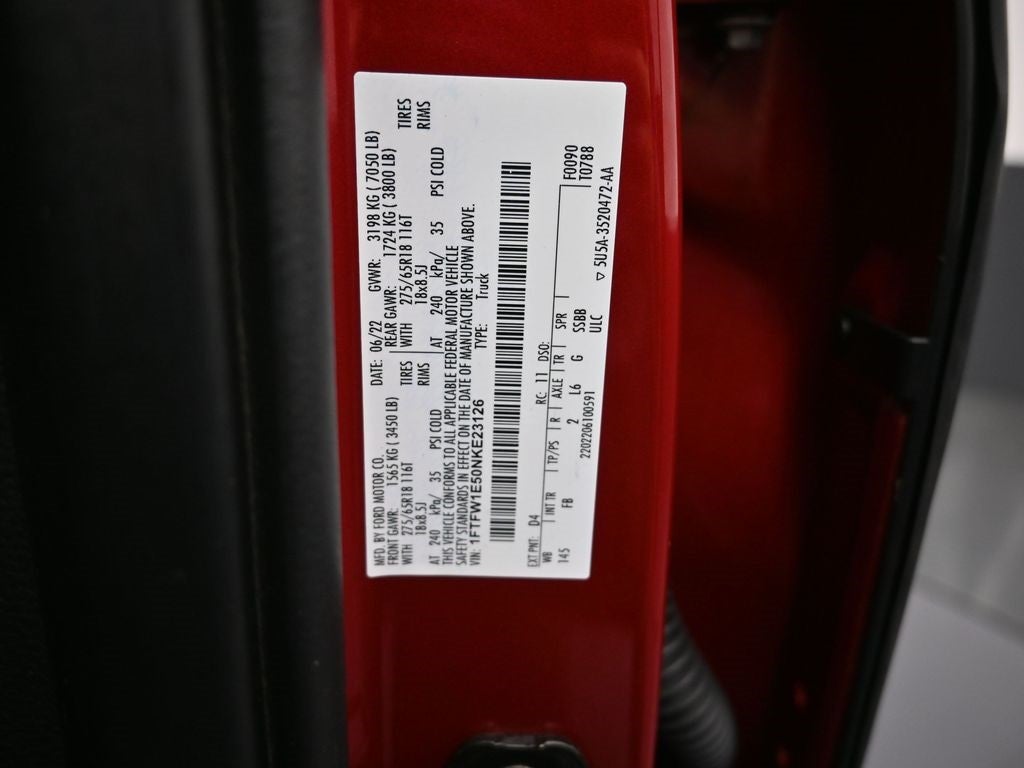 MFD. BY FORD MOTOR CO. DATE: 06/22 GVWR: 3198 KG ( 7050 LB)
FRONT GAWR: 1565 KG ( 3450 LB) REAR GAWR: 1724 KG ( 3800 LB)
WITH 275/65R18 116T TIRES WITH 275/65R18 116T TIRES
18x8.5J RIMS 18x8.5J RIMS
AT 240 kPa/ 35 PSI COLD AT 240 kPa/ 35 PSI COLD
THIS VEHICLE CONFORMS TO ALL APPLICABLE FEDERAL MOTOR VEHICLE
SAFETY STANDARDS IN EFFECT ON THE DATE OF MANUFACTURE SHOWN ABOVE.
VIN: 1FTFW1E50NKE23126 TYPE: Truck
EXT PNT: D4 RC: 11 DSO: F0090
WB INT TR TP/PS R AXLE TR SPR T0788
145 FB 2 L6 G SSBB
2202206100591 ULC ▽ 5U5A-3520472-AA